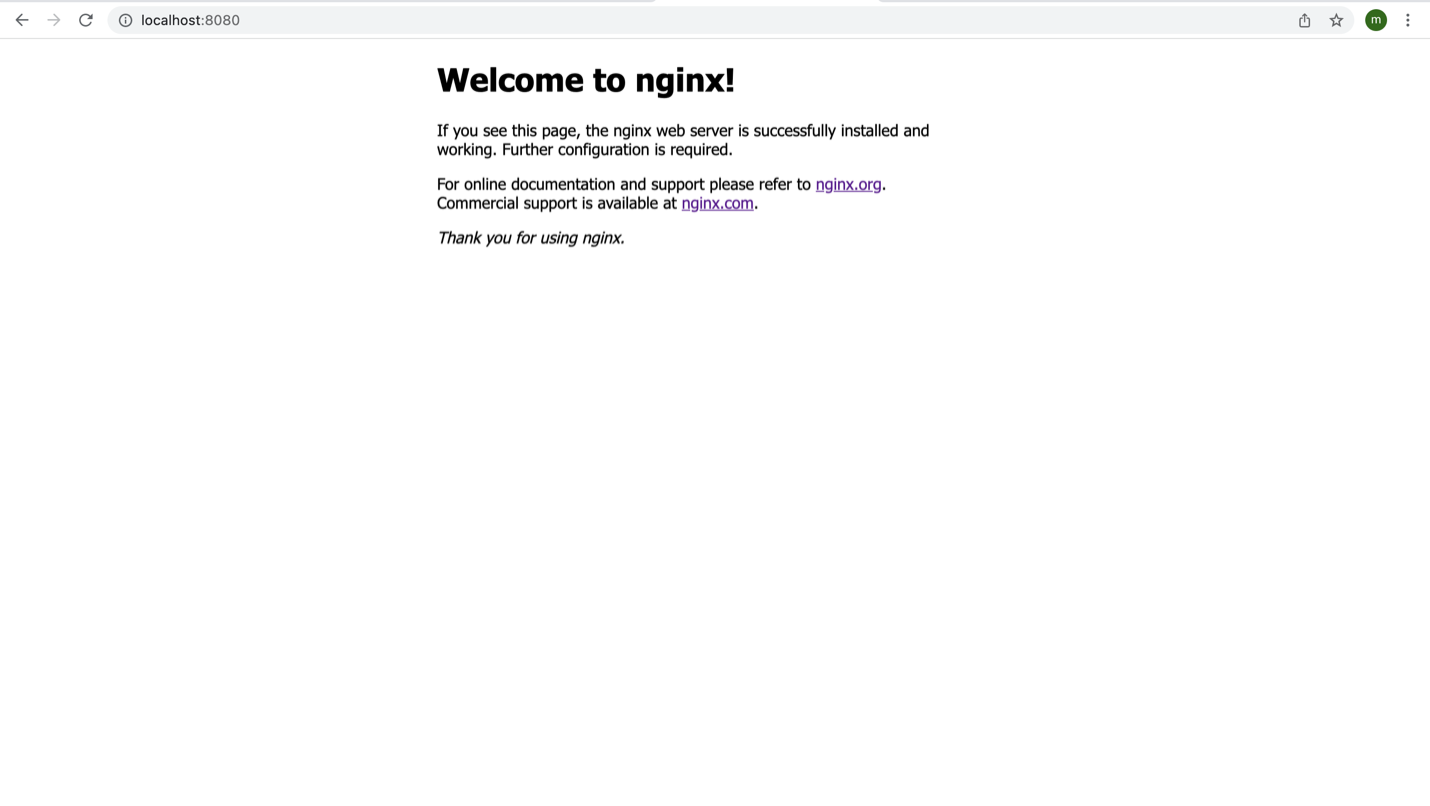 localhost:8080
m
Welcome to nginx!
If you see this page, the nginx web server is successfully installed and
working. Further configuration is required.
For online documentation and support please refer to nginx.org.
Commercial support is available at nginx.com.
Thank you for using nginx.